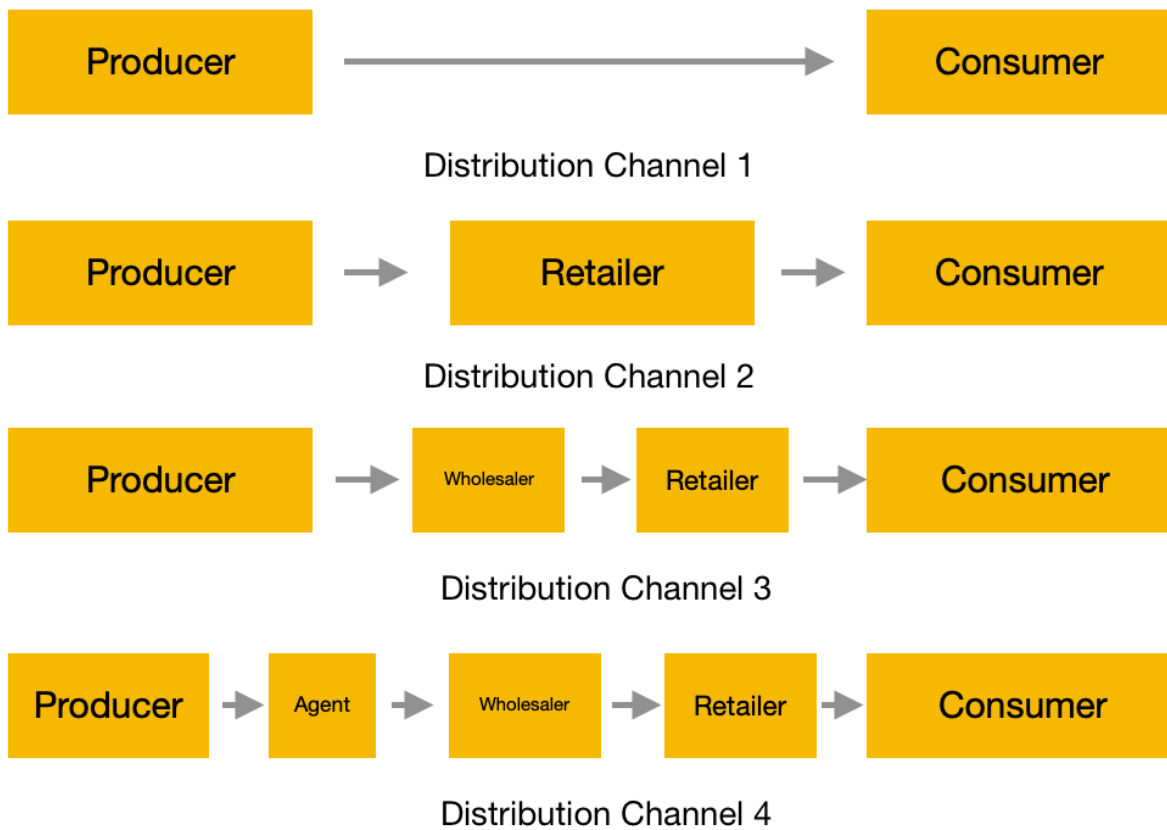 Producer Consumer
Distribution Channel 1
Producer Retailer Consumer
Distribution Channel 2
Producer Wholesaler Retailer Consumer
Distribution Channel 3
Producer Agent Wholesaler Retailer Consumer
Distribution Channel 4